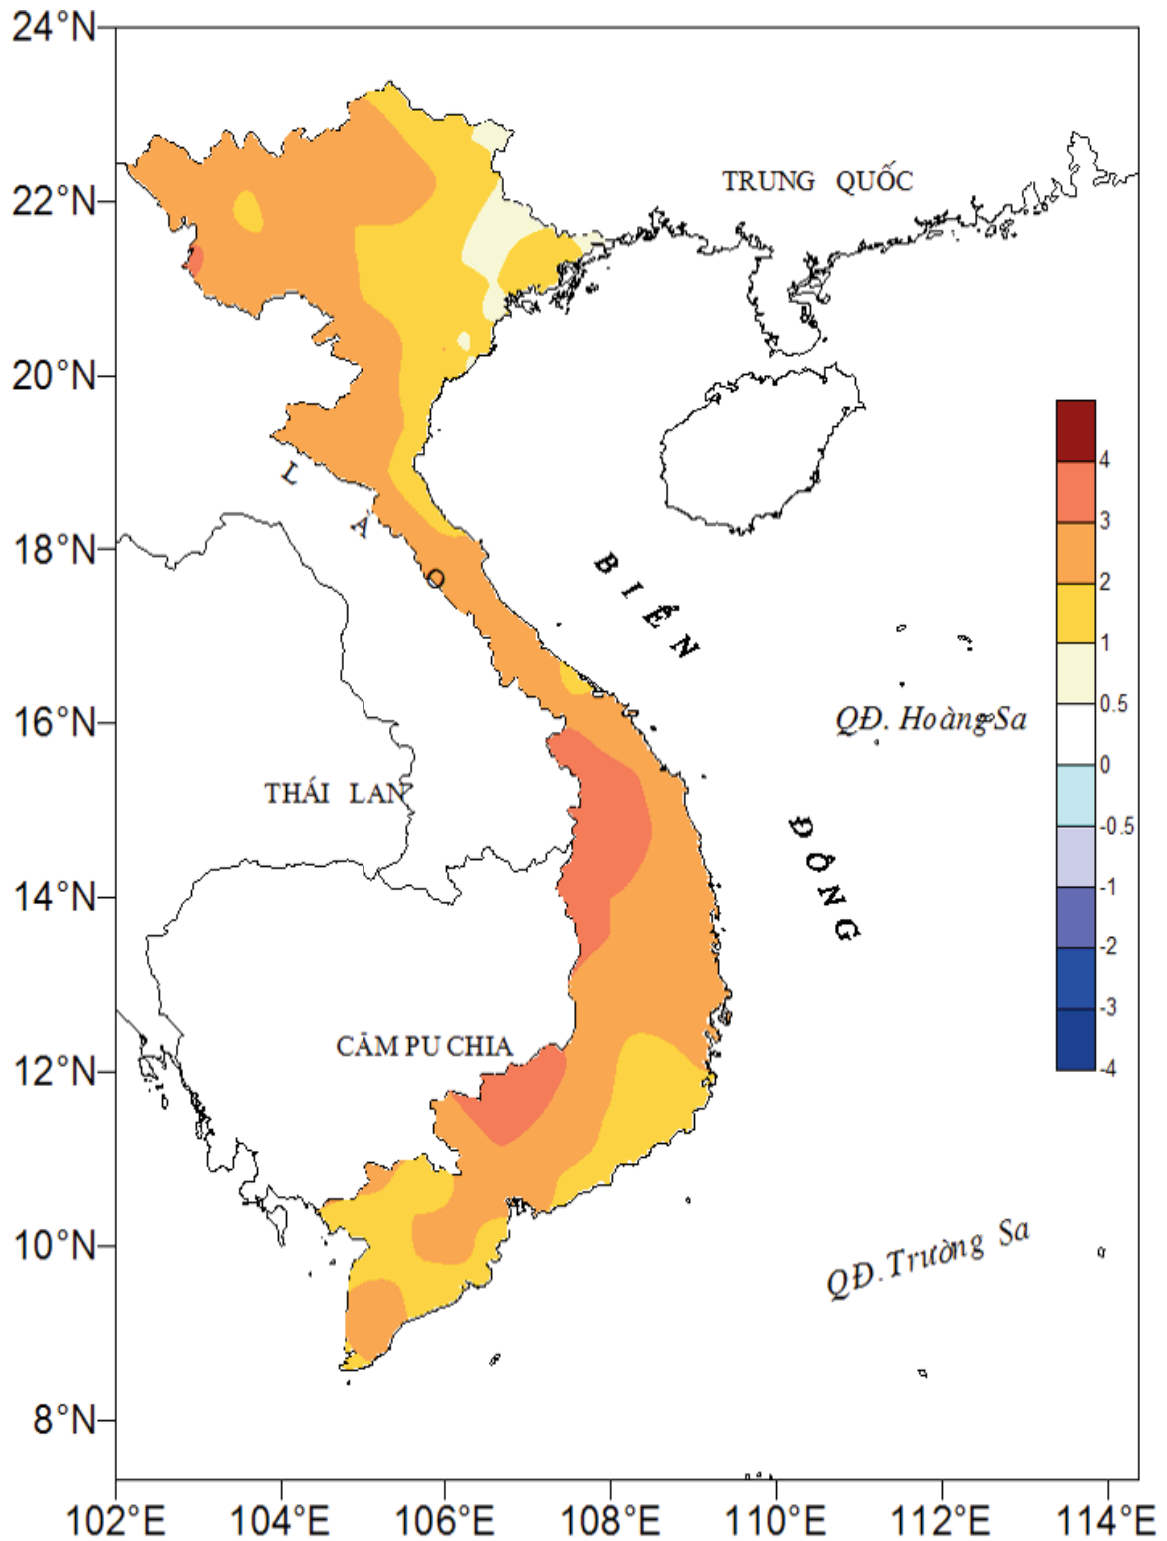 24°N
22°N
20°N
18°N
16°N
14°N
12°N
10°N
8°N
TRUNG QUỐC
L
À
O
BIỂN
ĐÔNG
QĐ. Hoàng Sa
THÁI LAN
CĂM PU CHIA
QĐ. Trường Sa
4
3
2
1
0.5
0
-0.5
-1
-2
-3
-4
102°E 104°E 106°E 108°E 110°E 112°E 114°E